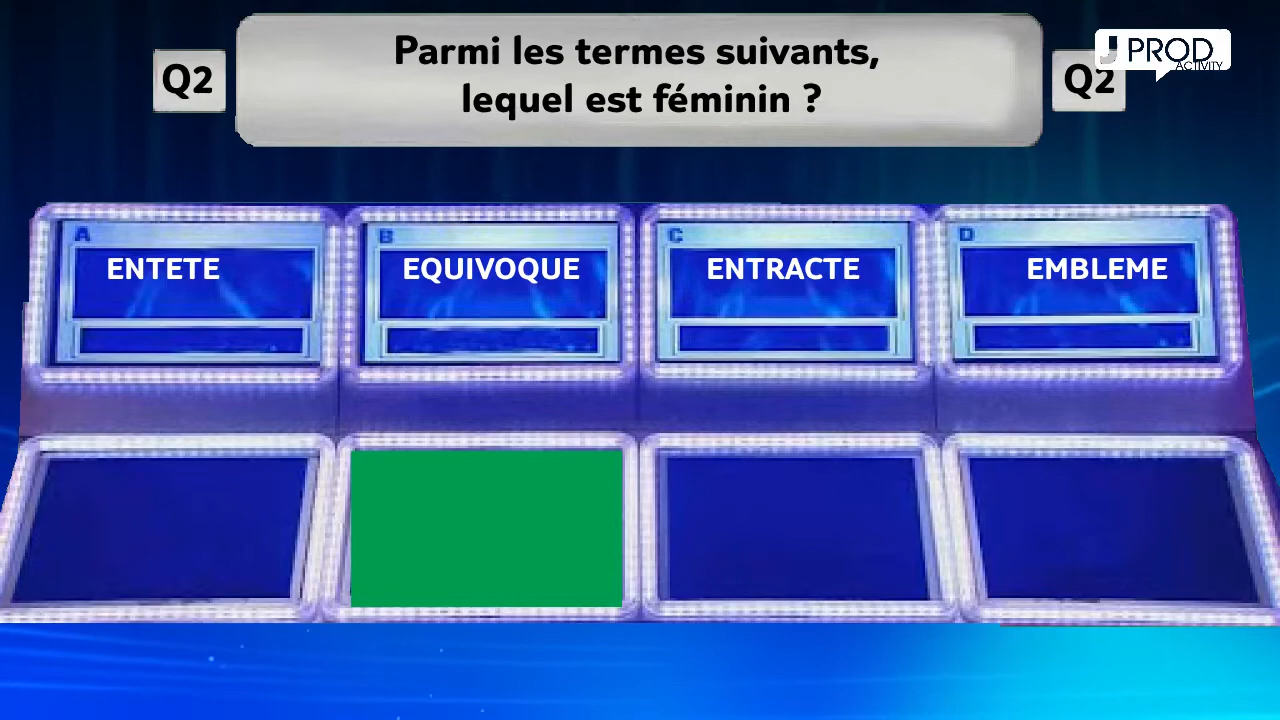 Parmi les termes suivants,
lequel est féminin ?
Q2
Q2
J PROD
ACTIVITY
A
B
C
D
ENTETE
EQUIVOQUE
ENTRACTE
EMBLEME